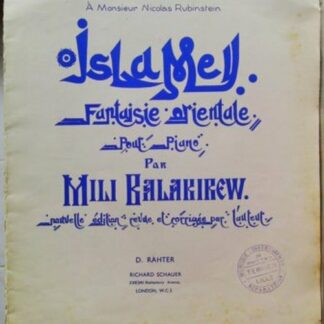 À Monsieur Nicolas Rubinstein
ISLAMEY.
Fantaisie orientale
Pour Piano
Par
MILI BALAKIREW.
nouvelle édition revue et corrigée par l'auteur
D. RAHTER
RICHARD SCHAUER
LONDON, W.C.2.